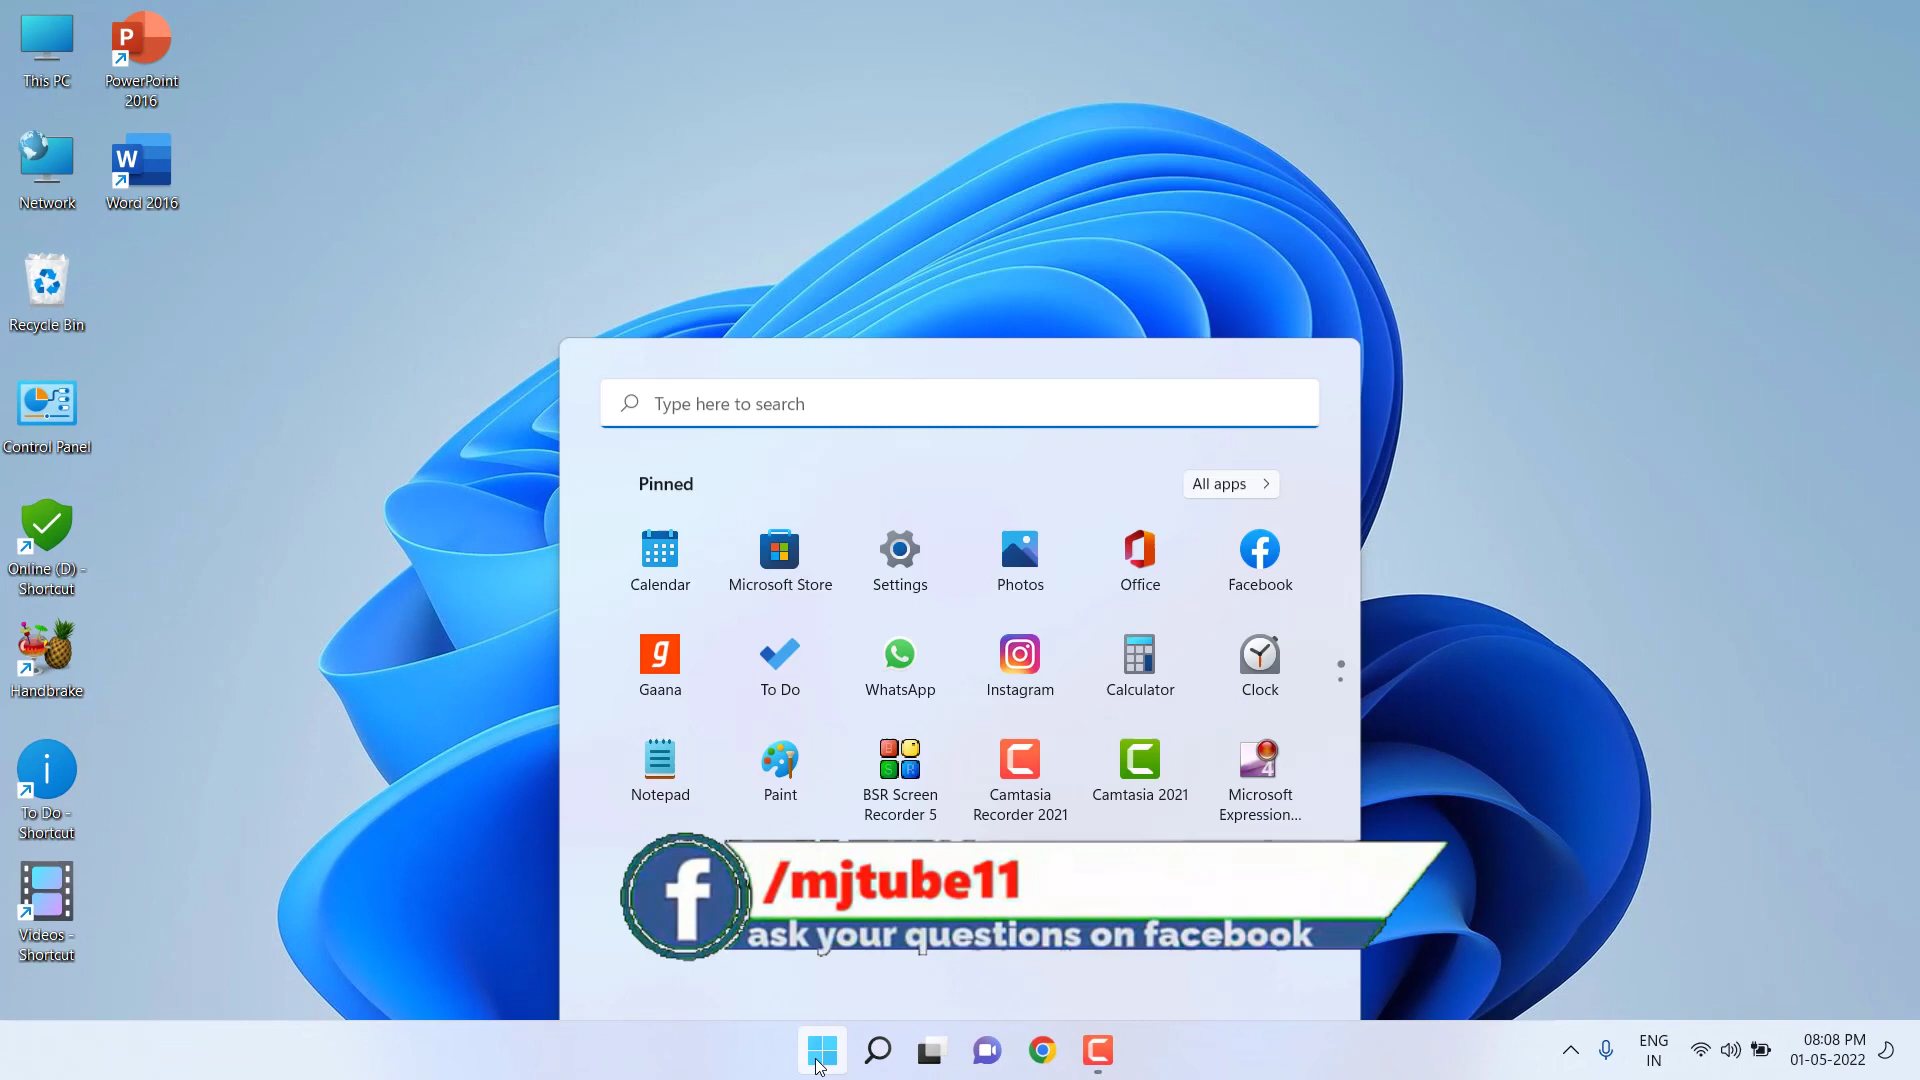 This PC
PowerPoint
2016
Network
Word 2016
Recycle Bin
Control Panel
Online (D) -
Shortcut
Handbrake
To Do -
Shortcut
Videos -
Shortcut
Type here to search
Pinned
All apps
Calendar
Microsoft Store
Settings
Photos
Office
Facebook
Gaana
To Do
WhatsApp
Instagram
Calculator
Clock
Notepad
Paint
BSR Screen
Recorder 5
Camtasia
Recorder 2021
Camtasia 2021
Microsoft
Expression...
/mjtube11
ask your questions on facebook
ENG
IN
08:08 PM
01-05-2022